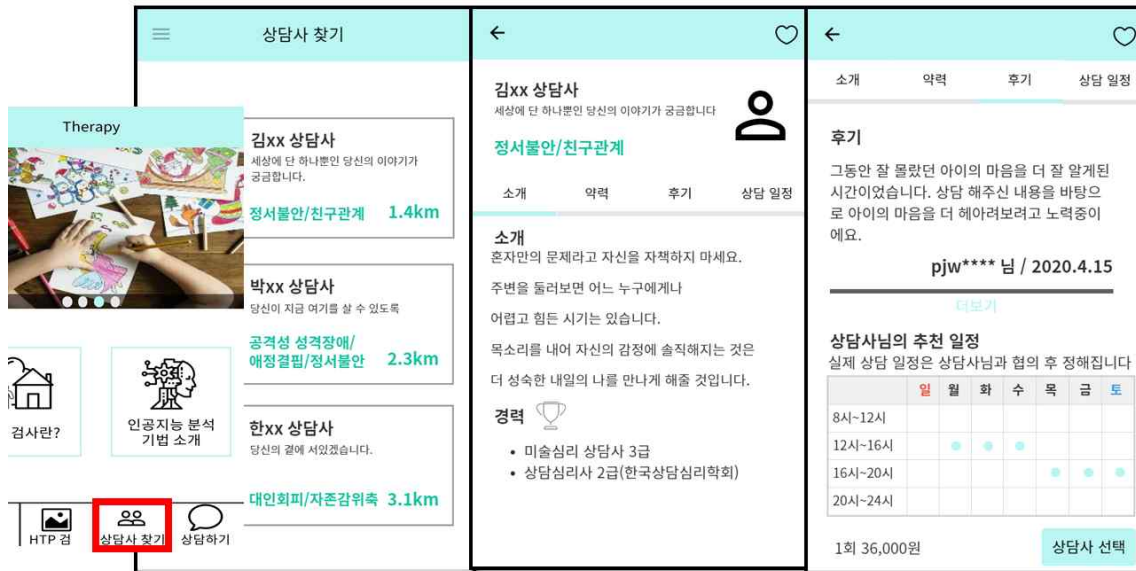 Therapy
검사란?
인공지능 분석
기법 소개
HTP 검
상담사 찾기
상담하기
상담사 찾기
김xx 상담사
세상에 단 하나뿐인 당신의 이야기가
궁금합니다.
정서불안/친구관계 1.4km
박xx 상담사
당신이 지금 여기를 살 수 있도록
공격성 성격장애/
애정결핍/정서불안 2.3km
한xx 상담사
당신의 곁에 서있겠습니다.
대인회피/자존감위축 3.1km
김xx 상담사
세상에 단 하나뿐인 당신의 이야기가 궁금합니다
정서불안/친구관계
소개 약력 후기 상담 일정
소개
혼자만의 문제라고 자신을 자책하지 마세요.
주변을 둘러보면 어느 누구에게나
어렵고 힘든 시기는 있습니다.
목소리를 내어 자신의 감정에 솔직해지는 것은
더 성숙한 내일의 나를 만나게 해줄 것입니다.
경력
• 미술심리 상담사 3급
• 상담심리사 2급(한국상담심리학회)
소개 약력 후기 상담 일정
후기
그동안 잘 몰랐던 아이의 마음을 더 잘 알게된
시간이었습니다. 상담 해주신 내용을 바탕으
로 아이의 마음을 더 헤아려보려고 노력중이
에요.
pjw**** 님 / 2020.4.15
더보기
상담사님의 추천 일정
실제 상담 일정은 상담사님과 협의 후 정해집니다
일 월 화 수 목 금 토
8시~12시
12시~16시
16시~20시
20시~24시
1회 36,000원
상담사 선택